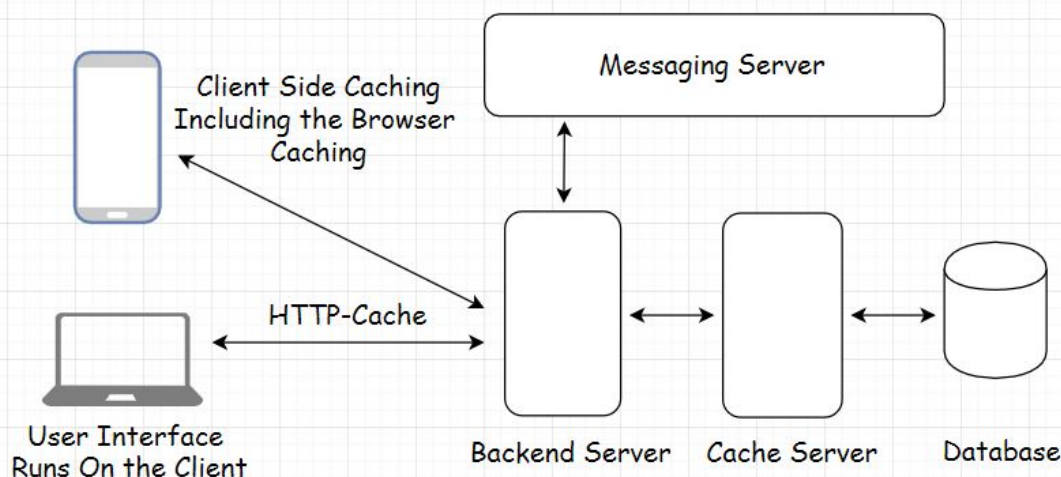 Messaging Server
Client Side Caching
Including the Browser
Caching
HTTP-Cache
User Interface
Runs On the Client
Backend Server
Cache Server
Database